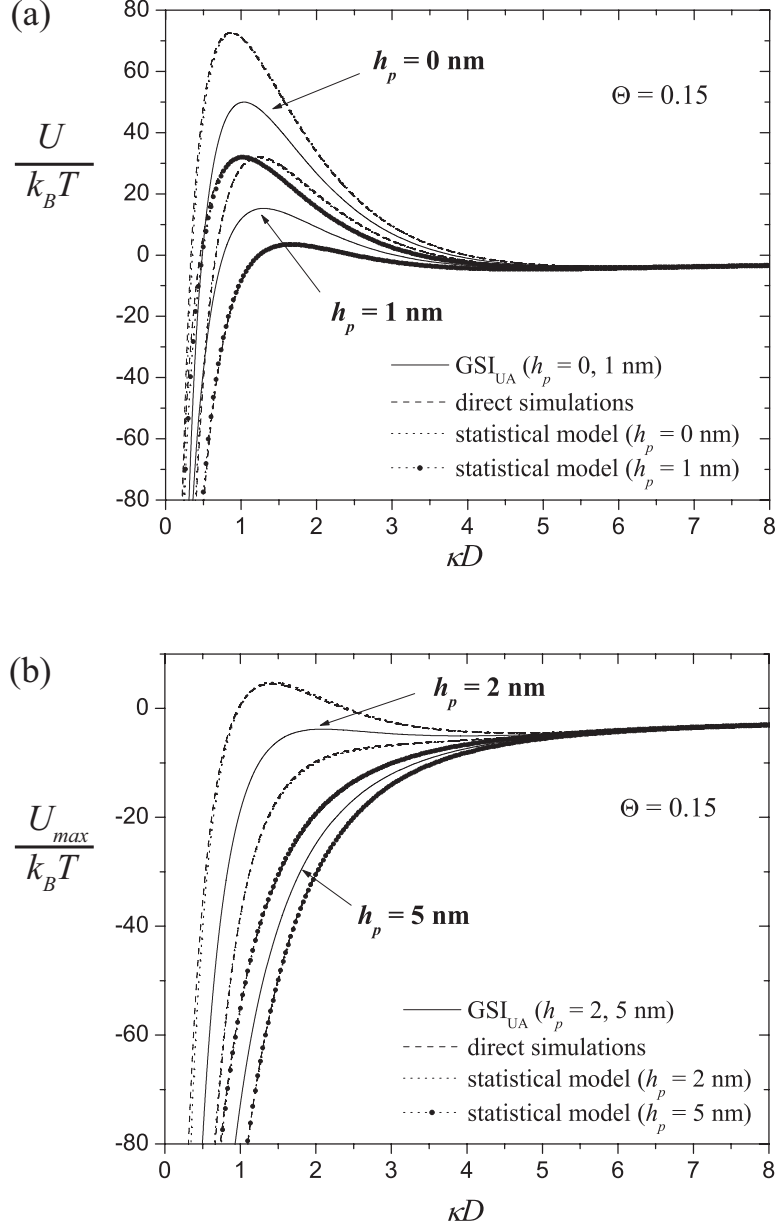 (a)
80
60
40
20
0
-20
-40
-60
-80
U
k_B T
h_p = 0 nm
Θ = 0.15
h_p = 1 nm
GSI_UA (h_p = 0, 1 nm)
direct simulations
statistical model (h_p = 0 nm)
statistical model (h_p = 1 nm)
0 1 2 3 4 5 6 7 8
κD
(b)
0
-20
-40
-60
-80
U_max
k_B T
h_p = 2 nm
Θ = 0.15
h_p = 5 nm
GSI_UA (h_p = 2, 5 nm)
direct simulations
statistical model (h_p = 2 nm)
statistical model (h_p = 5 nm)
0 1 2 3 4 5 6 7 8
κD